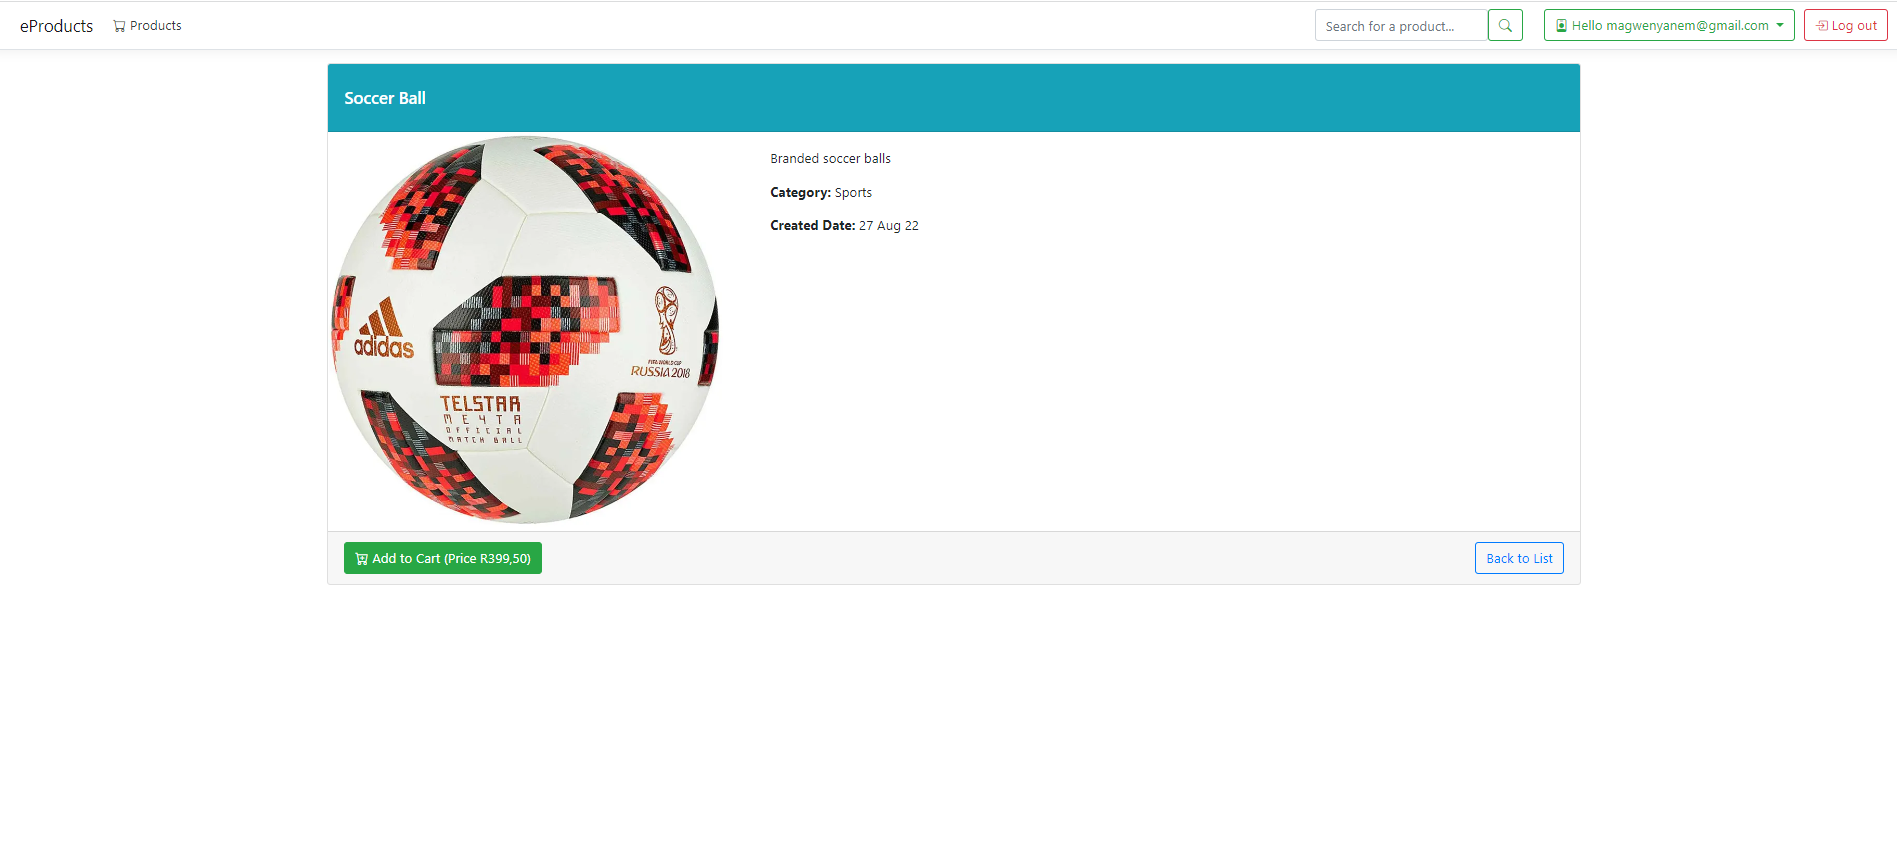 eProducts Products Search for a product... Hello magwenyanem@gmail.com Log out
Soccer Ball
Branded soccer balls
Category: Sports
Created Date: 27 Aug 22
adidas
FIFA WORLD CUP
RUSSIA 2018
TELSTAR
МЕЧТА
OFFICIAL
MATCH BALL
Add to Cart (Price R399,50) Back to List